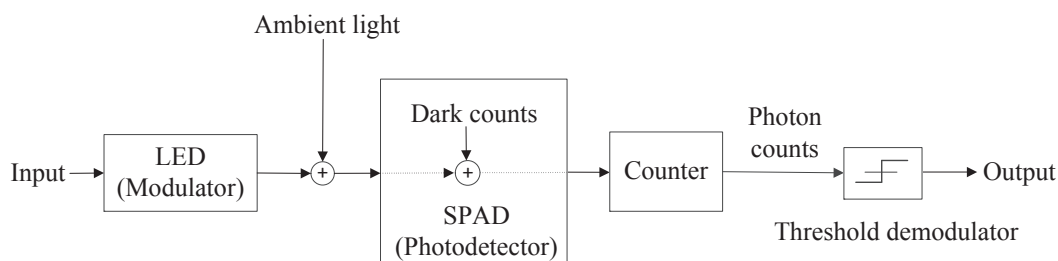 Ambient light
Dark counts
Input
LED
(Modulator)
+
+
SPAD
(Photodetector)
Counter
Photon
counts
Output
Threshold demodulator